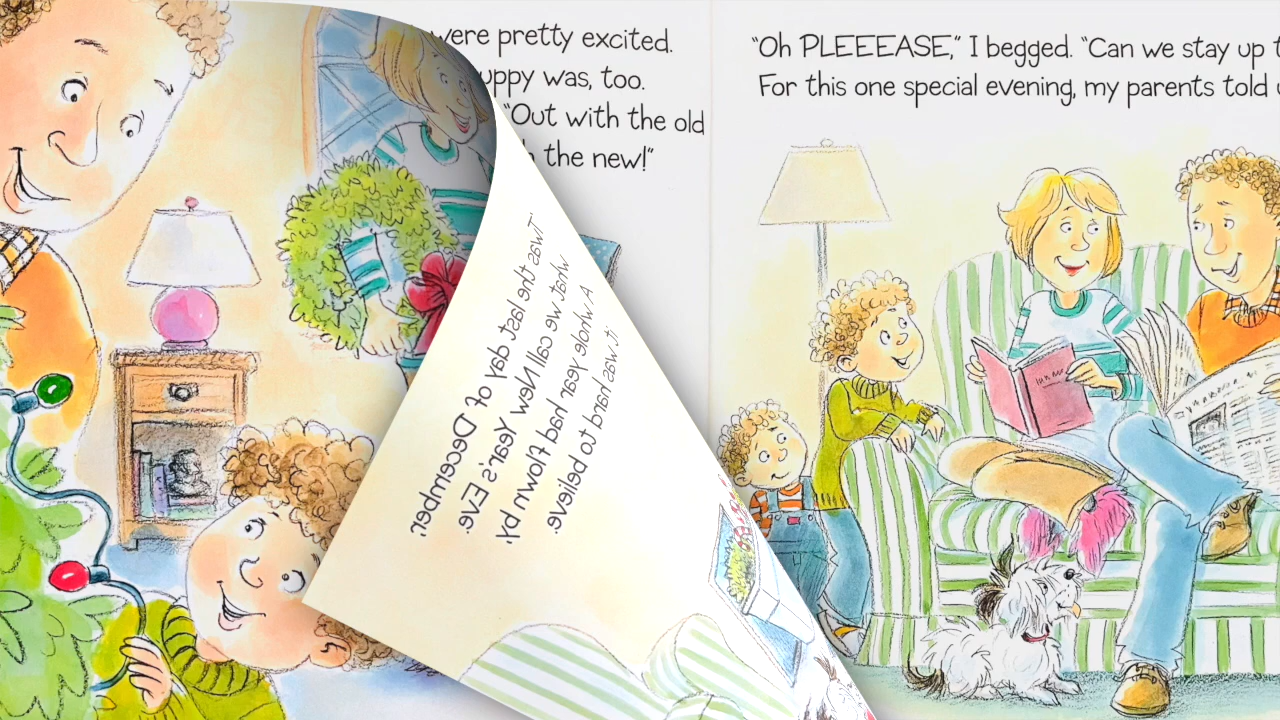 were pretty excited.
uppy was, too.
“Out with the old
h the new!”
'Twas the last day of December,
what we call New Year's Eve.
A whole year had flown by,
'twas hard to believe.
“Oh PLEEEASE,” I begged. “Can we stay up t
For this one special evening, my parents told u